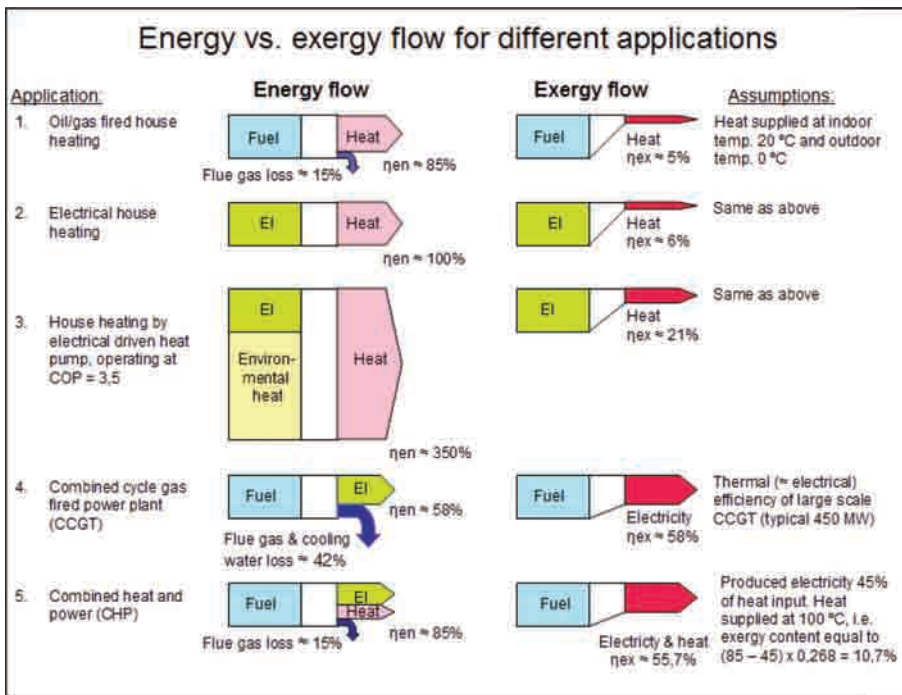 Energy vs. exergy flow for different applications
Application:
Energy flow
Exergy flow
Assumptions:
1. Oil/gas fired house
heating
Fuel
Heat
Flue gas loss ≈ 15%
ηen ≈ 85%
Fuel
Heat
ηex ≈ 5%
Heat supplied at indoor
temp. 20 °C and outdoor
temp. 0 °C
2. Electrical house
heating
El
Heat
ηen ≈ 100%
El
Heat
ηex ≈ 6%
Same as above
3. House heating by
electrical driven heat
pump, operating at
COP = 3,5
El
Environ-
mental
heat
Heat
ηen ≈ 350%
El
Heat
ηex ≈ 21%
Same as above
4. Combined cycle gas
fired power plant
(CCGT)
Fuel
El
ηen ≈ 58%
Flue gas & cooling
water loss ≈ 42%
Fuel
Electricity
ηex ≈ 58%
Thermal (≈ electrical)
efficiency of large scale
CCGT (typical 450 MW)
5. Combined heat and
power (CHP)
Fuel
El
Heat
Flue gas loss ≈ 15%
ηen ≈ 85%
Fuel
Electricty & heat
ηex ≈ 55,7%
Produced electricity 45%
of heat input. Heat
supplied at 100 °C, i.e.
exergy content equal to
(85 – 45) x 0,268 = 10,7%